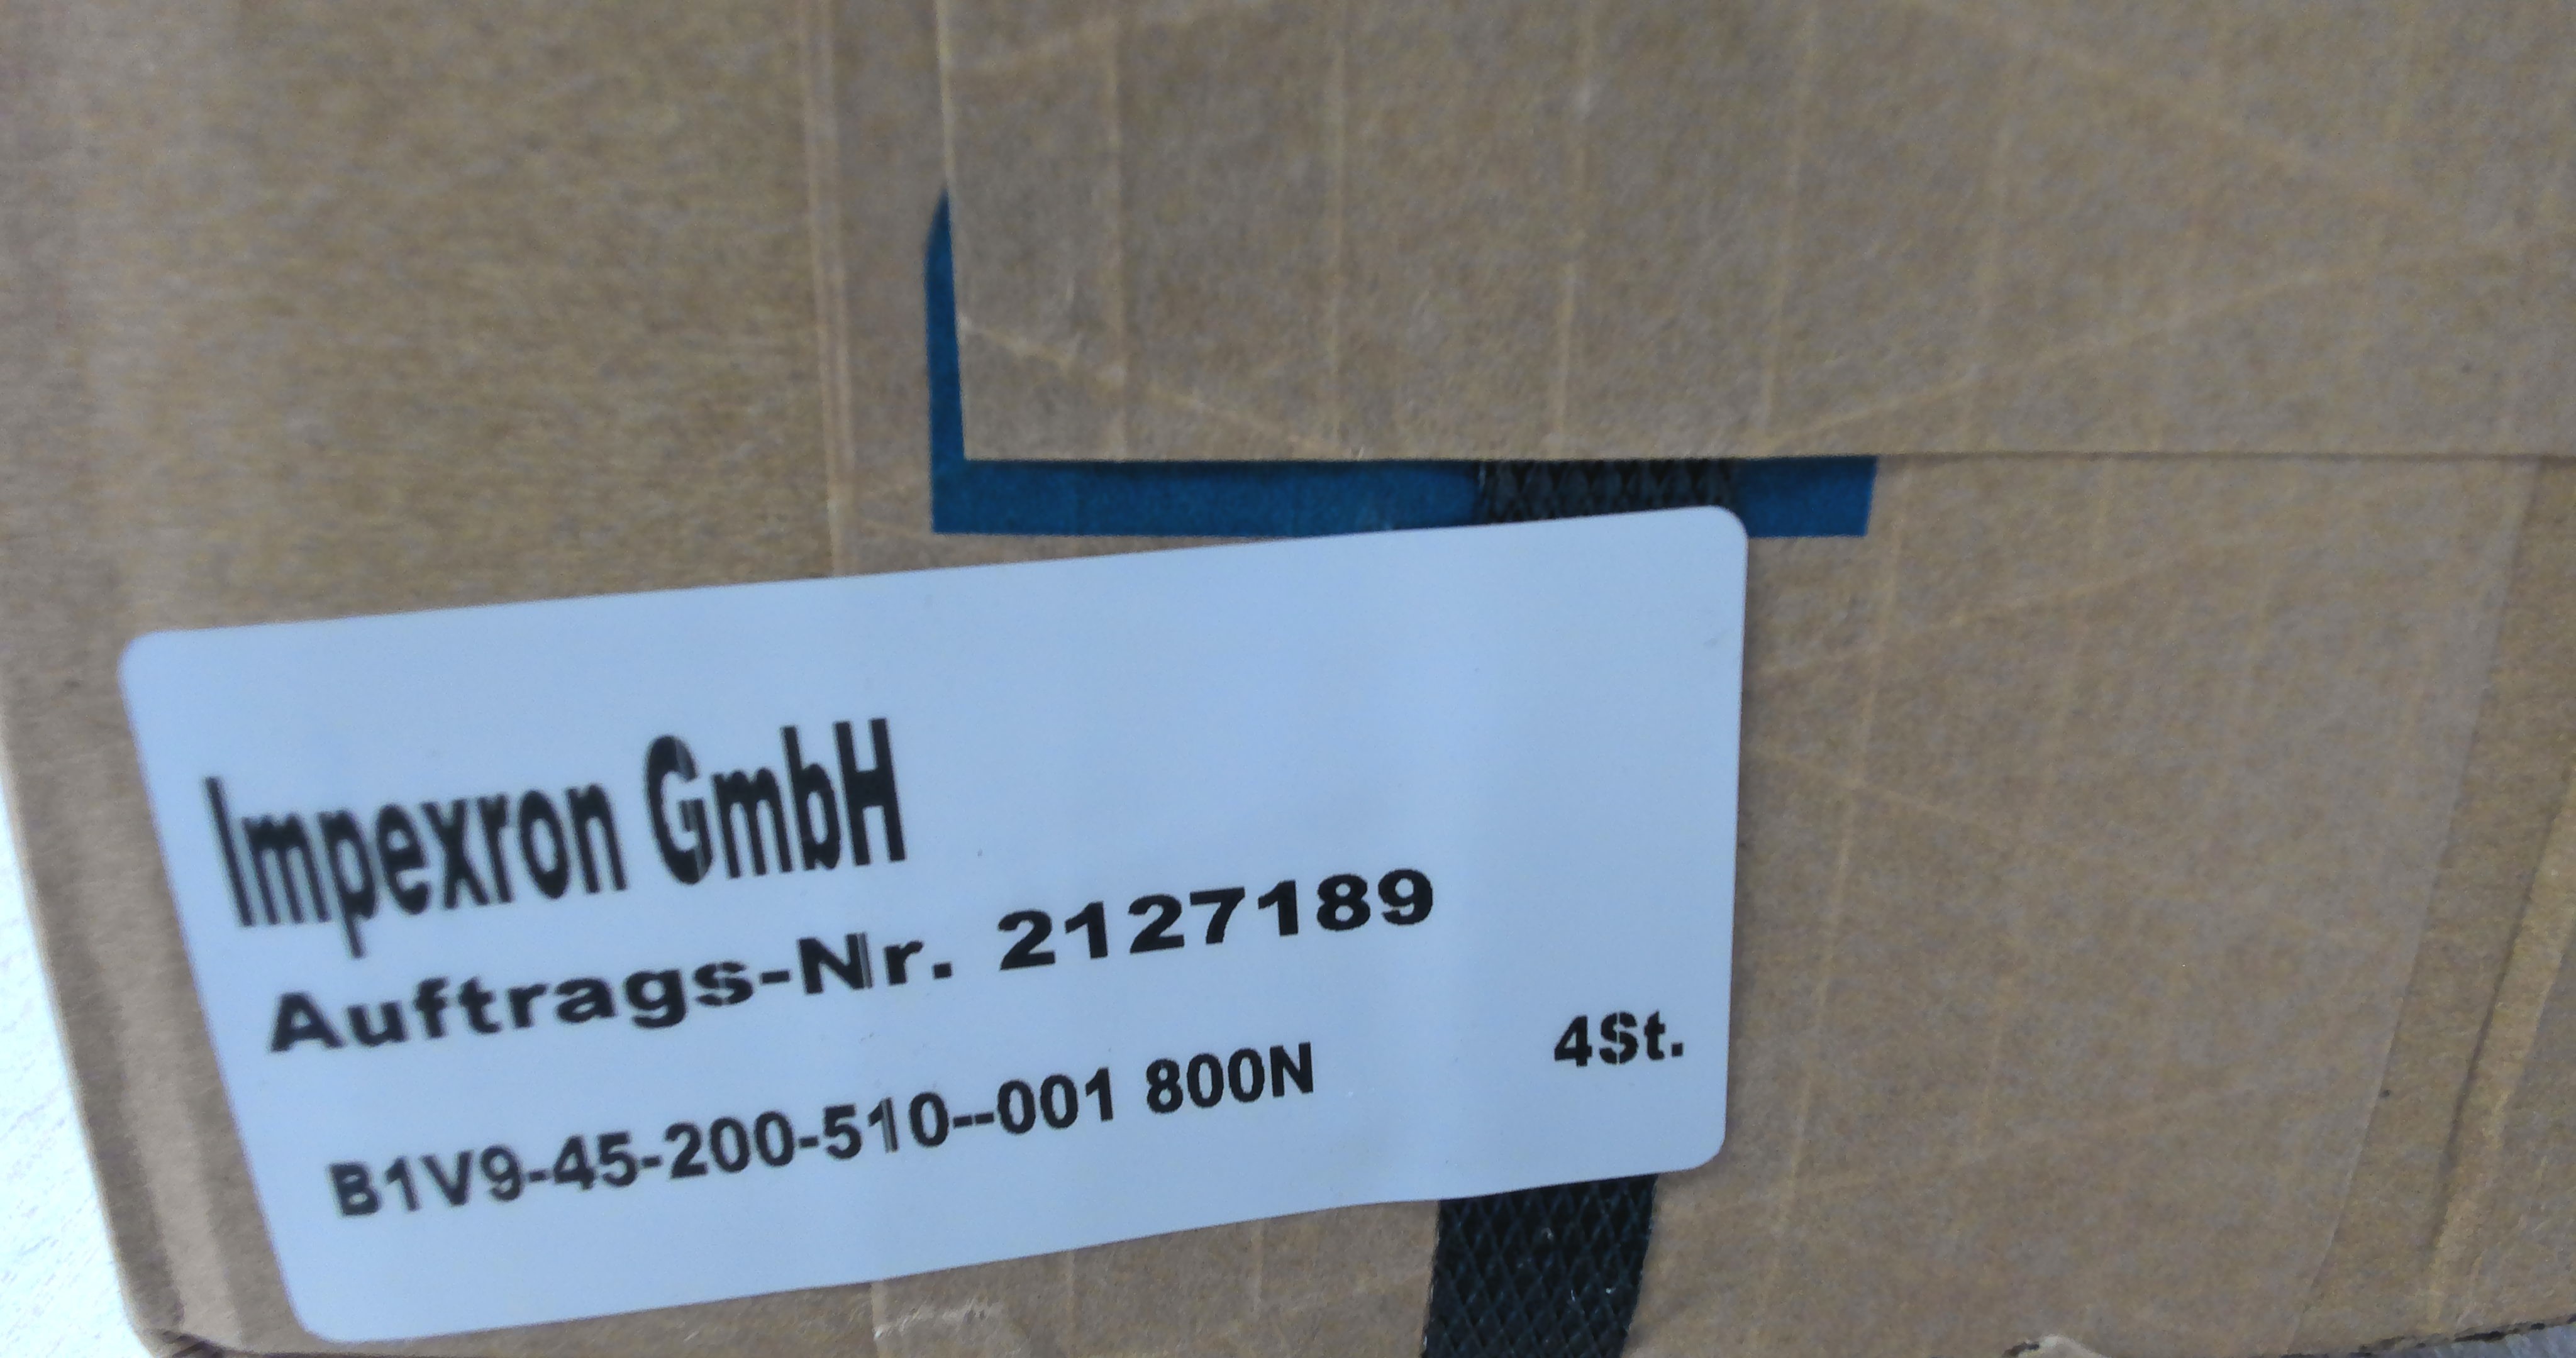 Impexron GmbH
Auftrags-Nr. 2127189
B1V9-45-200-510--001 800N 4St.